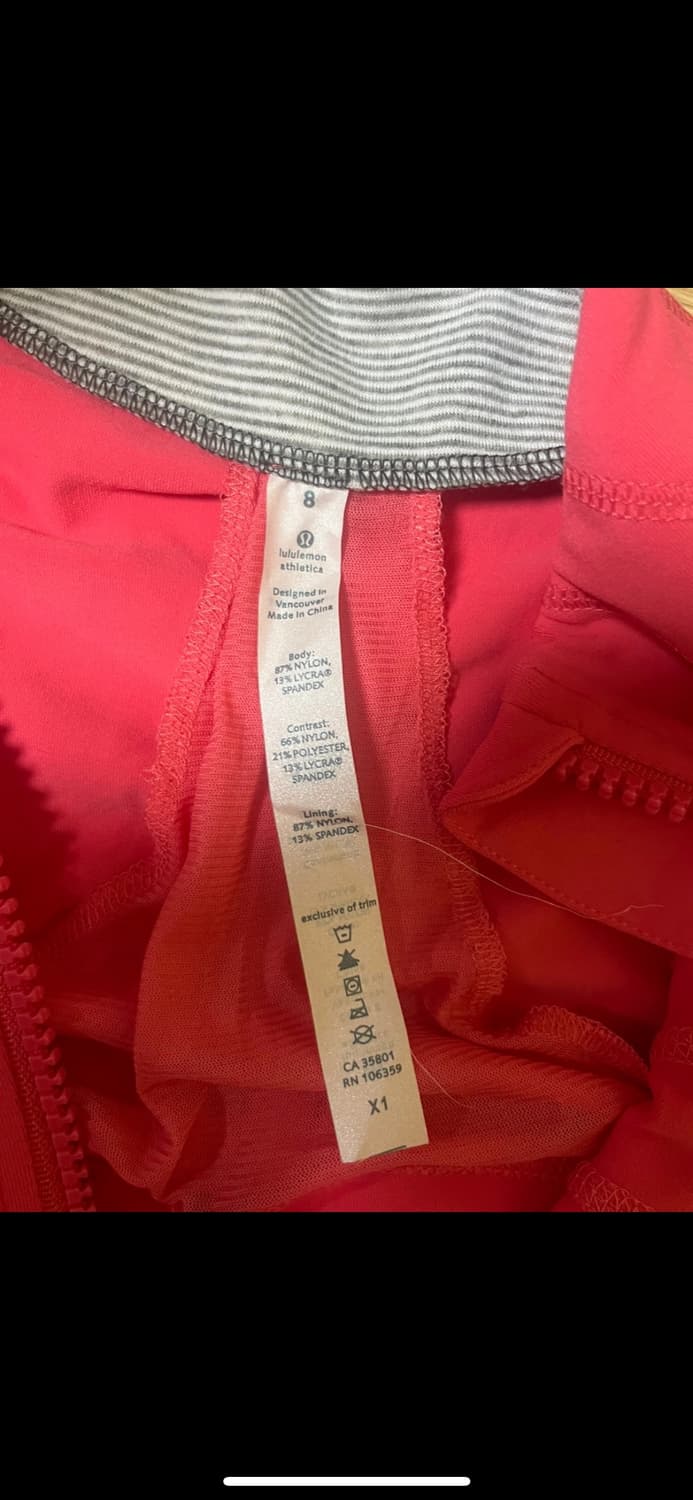 8
lululemon
athletica
Designed in
Vancouver
Made in China
Body:
87% NYLON,
13% LYCRA®
SPANDEX
Contrast:
66% NYLON,
21% POLYESTER,
13% LYCRA®
SPANDEX
Lining:
87% NYLON,
13% SPANDEX
exclusive of trim
CA 35801
RN 106359
X1